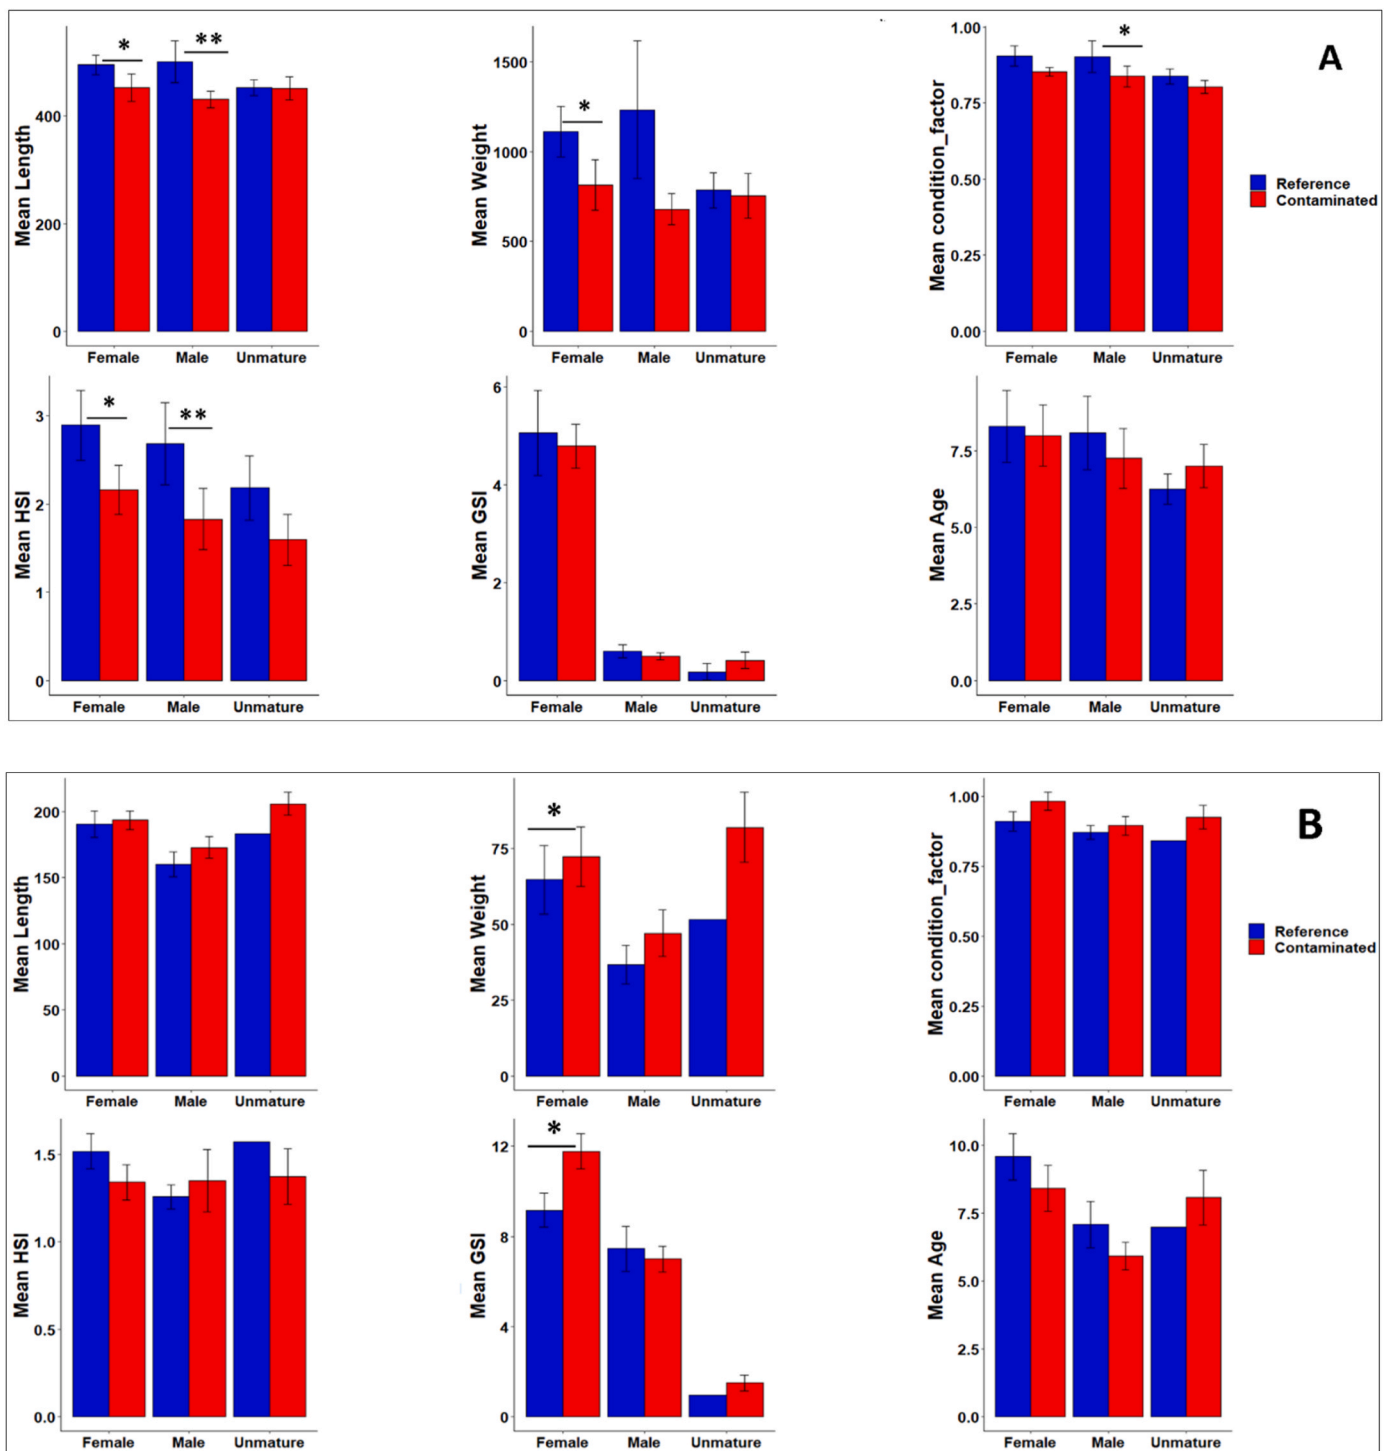 A
Mean Length
400
200
0
* **
Female Male Unmature
Mean Weight
1500
1000
500
0
*
Female Male Unmature
Mean condition_factor
1.00
0.75
0.50
0.25
0.00
*
Female Male Unmature
Reference
Contaminated
Mean HSI
3
2
1
0
* **
Female Male Unmature
Mean GSI
6
4
2
0
Female Male Unmature
Mean Age
7.5
5.0
2.5
0.0
Female Male Unmature
B
Mean Length
200
150
100
50
0
Female Male Unmature
Mean Weight
75
50
25
0
*
Female Male Unmature
Mean condition_factor
1.00
0.75
0.50
0.25
0.00
Female Male Unmature
Reference
Contaminated
Mean HSI
1.5
1.0
0.5
0.0
Female Male Unmature
Mean GSI
12
8
4
0
*
Female Male Unmature
Mean Age
10.0
7.5
5.0
2.5
0.0
Female Male Unmature